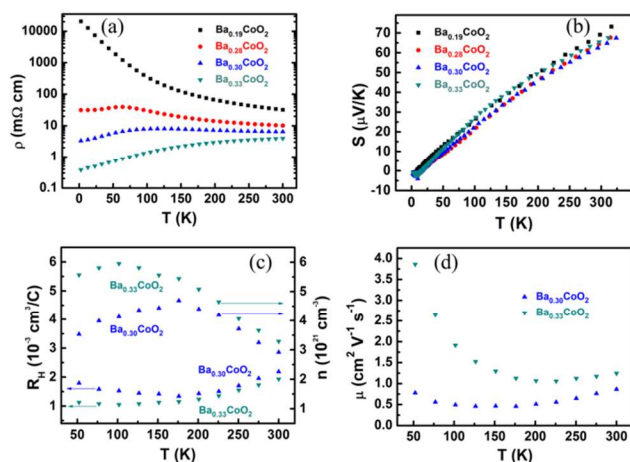 (a)
Ba₀.₁₉CoO₂
Ba₀.₂₈CoO₂
Ba₀.₃₀CoO₂
Ba₀.₃₃CoO₂
10000
1000
100
10
1
0.1
ρ (mΩ cm)
0 50 100 150 200 250 300
T (K)
(b)
Ba₀.₁₉CoO₂
Ba₀.₂₈CoO₂
Ba₀.₃₀CoO₂
Ba₀.₃₃CoO₂
70
60
50
40
30
20
10
0
-10
S (μV/K)
0 50 100 150 200 250 300
T (K)
(c)
Ba₀.₃₃CoO₂
Ba₀.₃₀CoO₂
Ba₀.₃₀CoO₂
Ba₀.₃₃CoO₂
6
5
4
3
2
1
R_H (10⁻³ cm³/C)
6
5
4
3
2
1
n (10²¹ cm⁻³)
50 100 150 200 250 300
T (K)
(d)
Ba₀.₃₀CoO₂
Ba₀.₃₃CoO₂
4.0
3.5
3.0
2.5
2.0
1.5
1.0
0.5
0.0
μ (cm² V⁻¹ s⁻¹)
50 100 150 200 250 300
T (K)